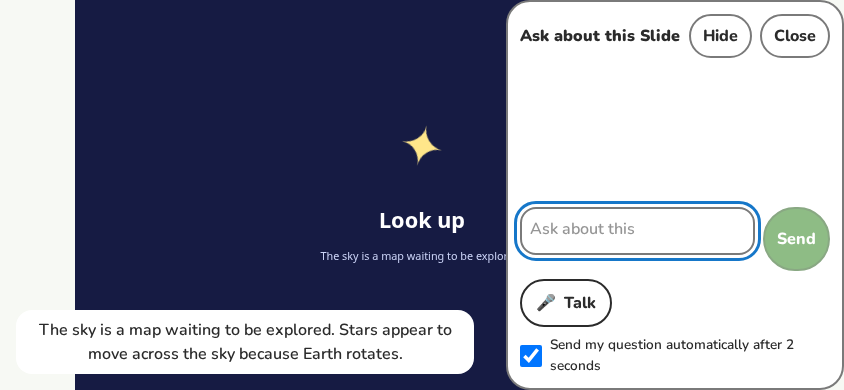 Look up
The sky is a map waiting to be
The sky is a map waiting to be explored. Stars appear to
move across the sky because Earth rotates.
Ask about this Slide
Hide
Close
Ask about this
Send
🎤 Talk
Send my question automatically after 2
seconds